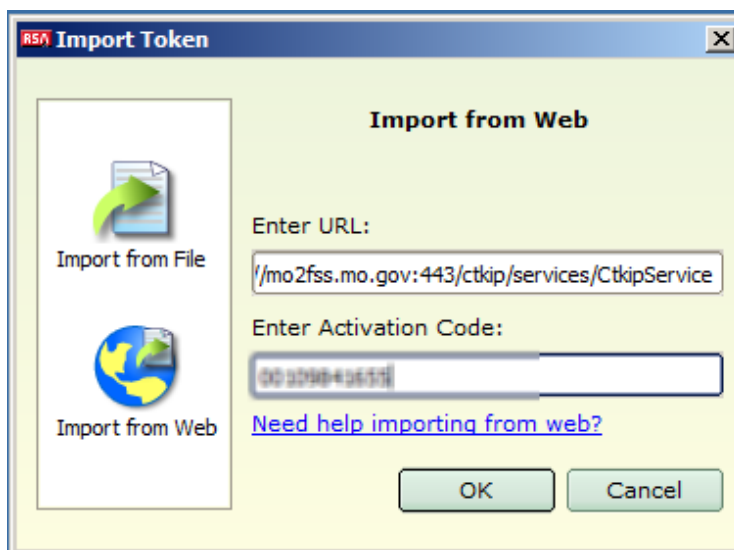 RSA Import Token
Import from Web
Import from File
Import from Web
Enter URL:
//mo2fss.mo.gov:443/ctkip/services/CtkipService
Enter Activation Code:
Need help importing from web?
OK
Cancel